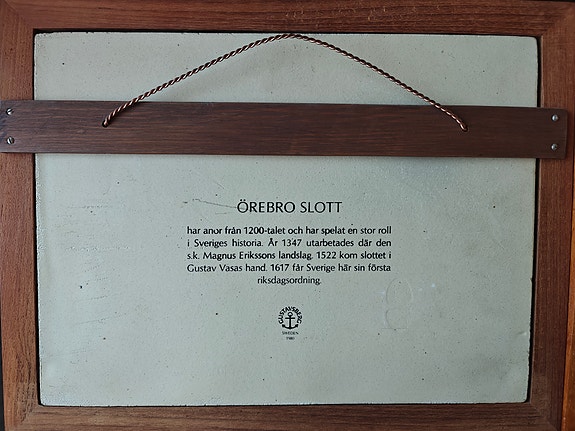 ÖREBRO SLOTT
har anor från 1200-talet och har spelat en stor roll
i Sveriges historia. År 1347 utarbetades där den
s.k. Magnus Erikssons landslag. 1522 kom slottet i
Gustav Vasas hand. 1617 får Sverige här sin första
riksdagsordning.
GUSTAVSBERG
SWEDEN